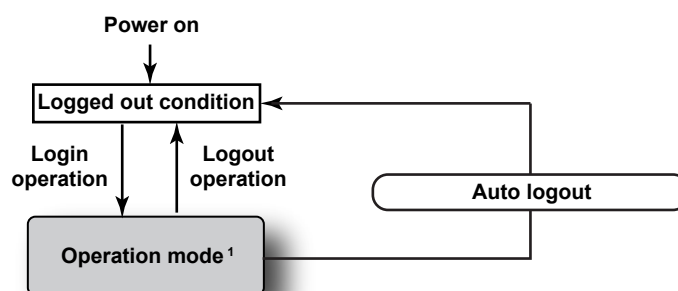 Power on
Logged out condition
Login
operation
Logout
operation
Auto logout
Operation mode 1